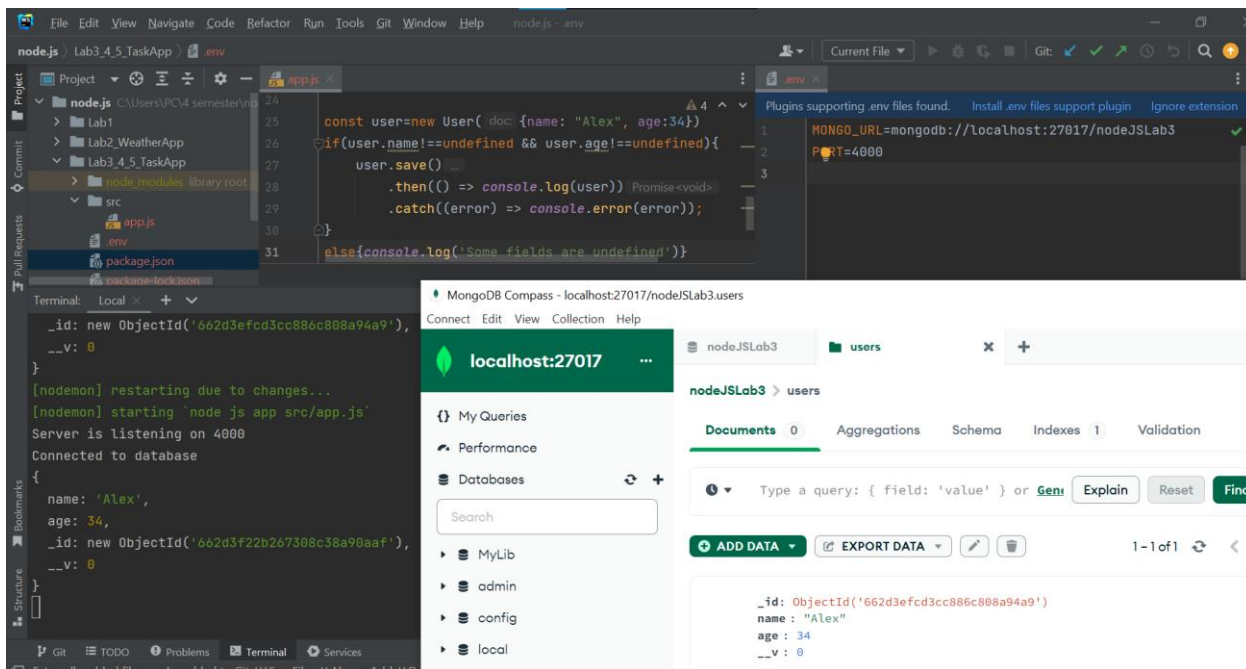 File Edit View Navigate Code Refactor Run Tools Git Window Help node.js - .env
node.js Lab3_4_5_TaskApp .env
Current File
Git:
Project
app.js
.env
node.js C:\Users\PC\4 semester\no
Lab1
Lab2_WeatherApp
Lab3_4_5_TaskApp
node_modules library root
src
app.js
.env
package.json
package-lock.json
Project
Commit
Pull Requests
Bookmarks
Structure
24
4
25 const user=new User( doc: {name: "Alex", age:34})
26 if(user.name!==undefined && user.age!==undefined){
27 user.save() ...
28 .then(() => console.log(user)) Promise<void>
29 .catch((error) => console.error(error));
30 }
31 else{console.log('Some fields are undefined')}
Plugins supporting .env files found. Install .env files support plugin Ignore extension
1 MONGO_URL=mongodb://localhost:27017/nodeJSLab3
2 PORT=4000
3
Terminal: Local
_id: new ObjectId('662d3efcd3cc886c808a94a9'),
__v: 0
}
[nodemon] restarting due to changes...
[nodemon] starting `node js app src/app.js`
Server is listening on 4000
Connected to database
{
name: 'Alex',
age: 34,
_id: new ObjectId('662d3f22b267308c38a90aaf'),
__v: 0
}
Git TODO Problems Terminal Services
MongoDB Compass - localhost:27017/nodeJSLab3.users
Connect Edit View Collection Help
localhost:27017 ...
{} My Queries
Performance
Databases
Search
MyLib
admin
config
local
nodeJSLab3 users
nodeJSLab3 > users
Documents 0 Aggregations Schema Indexes 1 Validation
Type a query: { field: 'value' } or Gene Explain Reset Find
ADD DATA EXPORT DATA 1-1 of 1
_id: ObjectId('662d3efcd3cc886c808a94a9')
name : "Alex"
age : 34
__v : 0